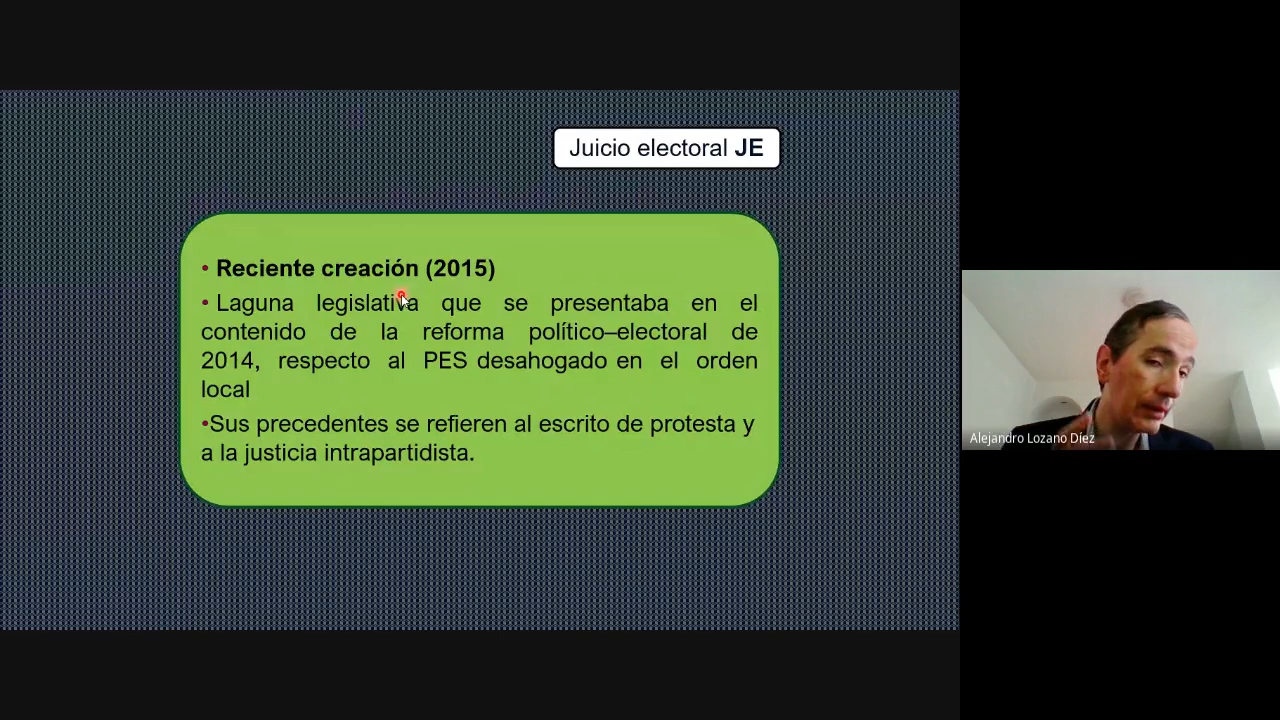 Juicio electoral JE
• Reciente creación (2015)
• Laguna legislativa que se presentaba en el
contenido de la reforma político–electoral de
2014, respecto al PES desahogado en el orden
local
•Sus precedentes se refieren al escrito de protesta y
a la justicia intrapartidista.
Alejandro Lozano Díez